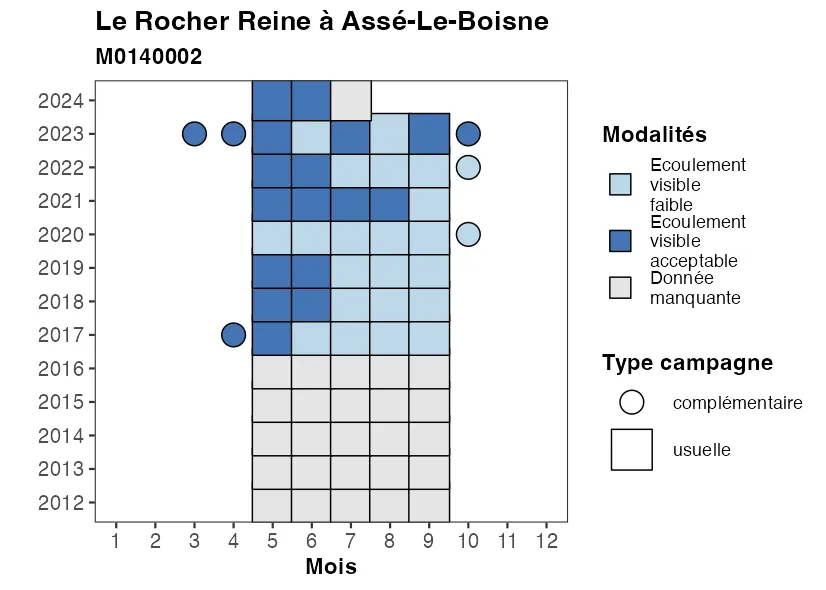 Le Rocher Reine à Assé-Le-Boisne
M0140002
2024
2023
2022
2021
2020
2019
2018
2017
2016
2015
2014
2013
2012
1 2 3 4 5 6 7 8 9 10 11 12
Mois
Modalités
Ecoulement
visible
faible
Ecoulement
visible
acceptable
Donnée
manquante
Type campagne
complémentaire
usuelle